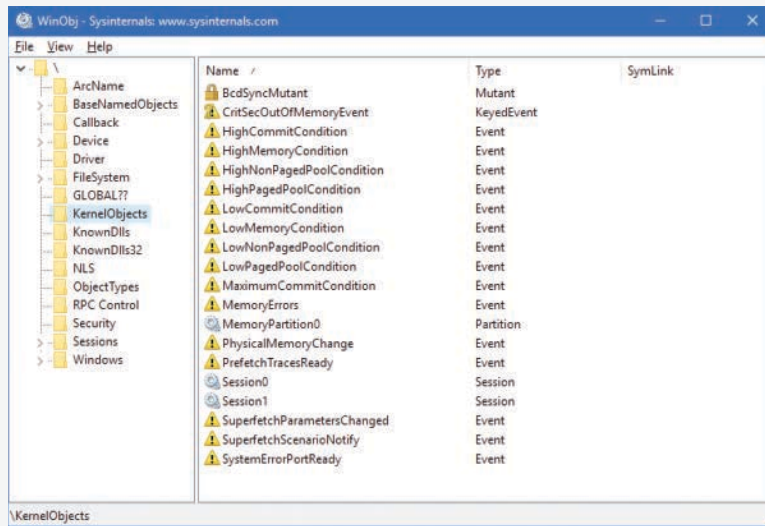 WinObj - Sysinternals: www.sysinternals.com
File View Help
\
ArcName
BaseNamedObjects
Callback
Device
Driver
FileSystem
GLOBAL??
KernelObjects
KnownDlls
KnownDlls32
NLS
ObjectTypes
RPC Control
Security
Sessions
Windows
Name / Type SymLink
BcdSyncMutant Mutant
CritSecOutOfMemoryEvent KeyedEvent
HighCommitCondition Event
HighMemoryCondition Event
HighNonPagedPoolCondition Event
HighPagedPoolCondition Event
LowCommitCondition Event
LowMemoryCondition Event
LowNonPagedPoolCondition Event
LowPagedPoolCondition Event
MaximumCommitCondition Event
MemoryErrors Event
MemoryPartition0 Partition
PhysicalMemoryChange Event
PrefetchTracesReady Event
Session0 Session
Session1 Session
SuperfetchParametersChanged Event
SuperfetchScenarioNotify Event
SystemErrorPortReady Event
\KernelObjects